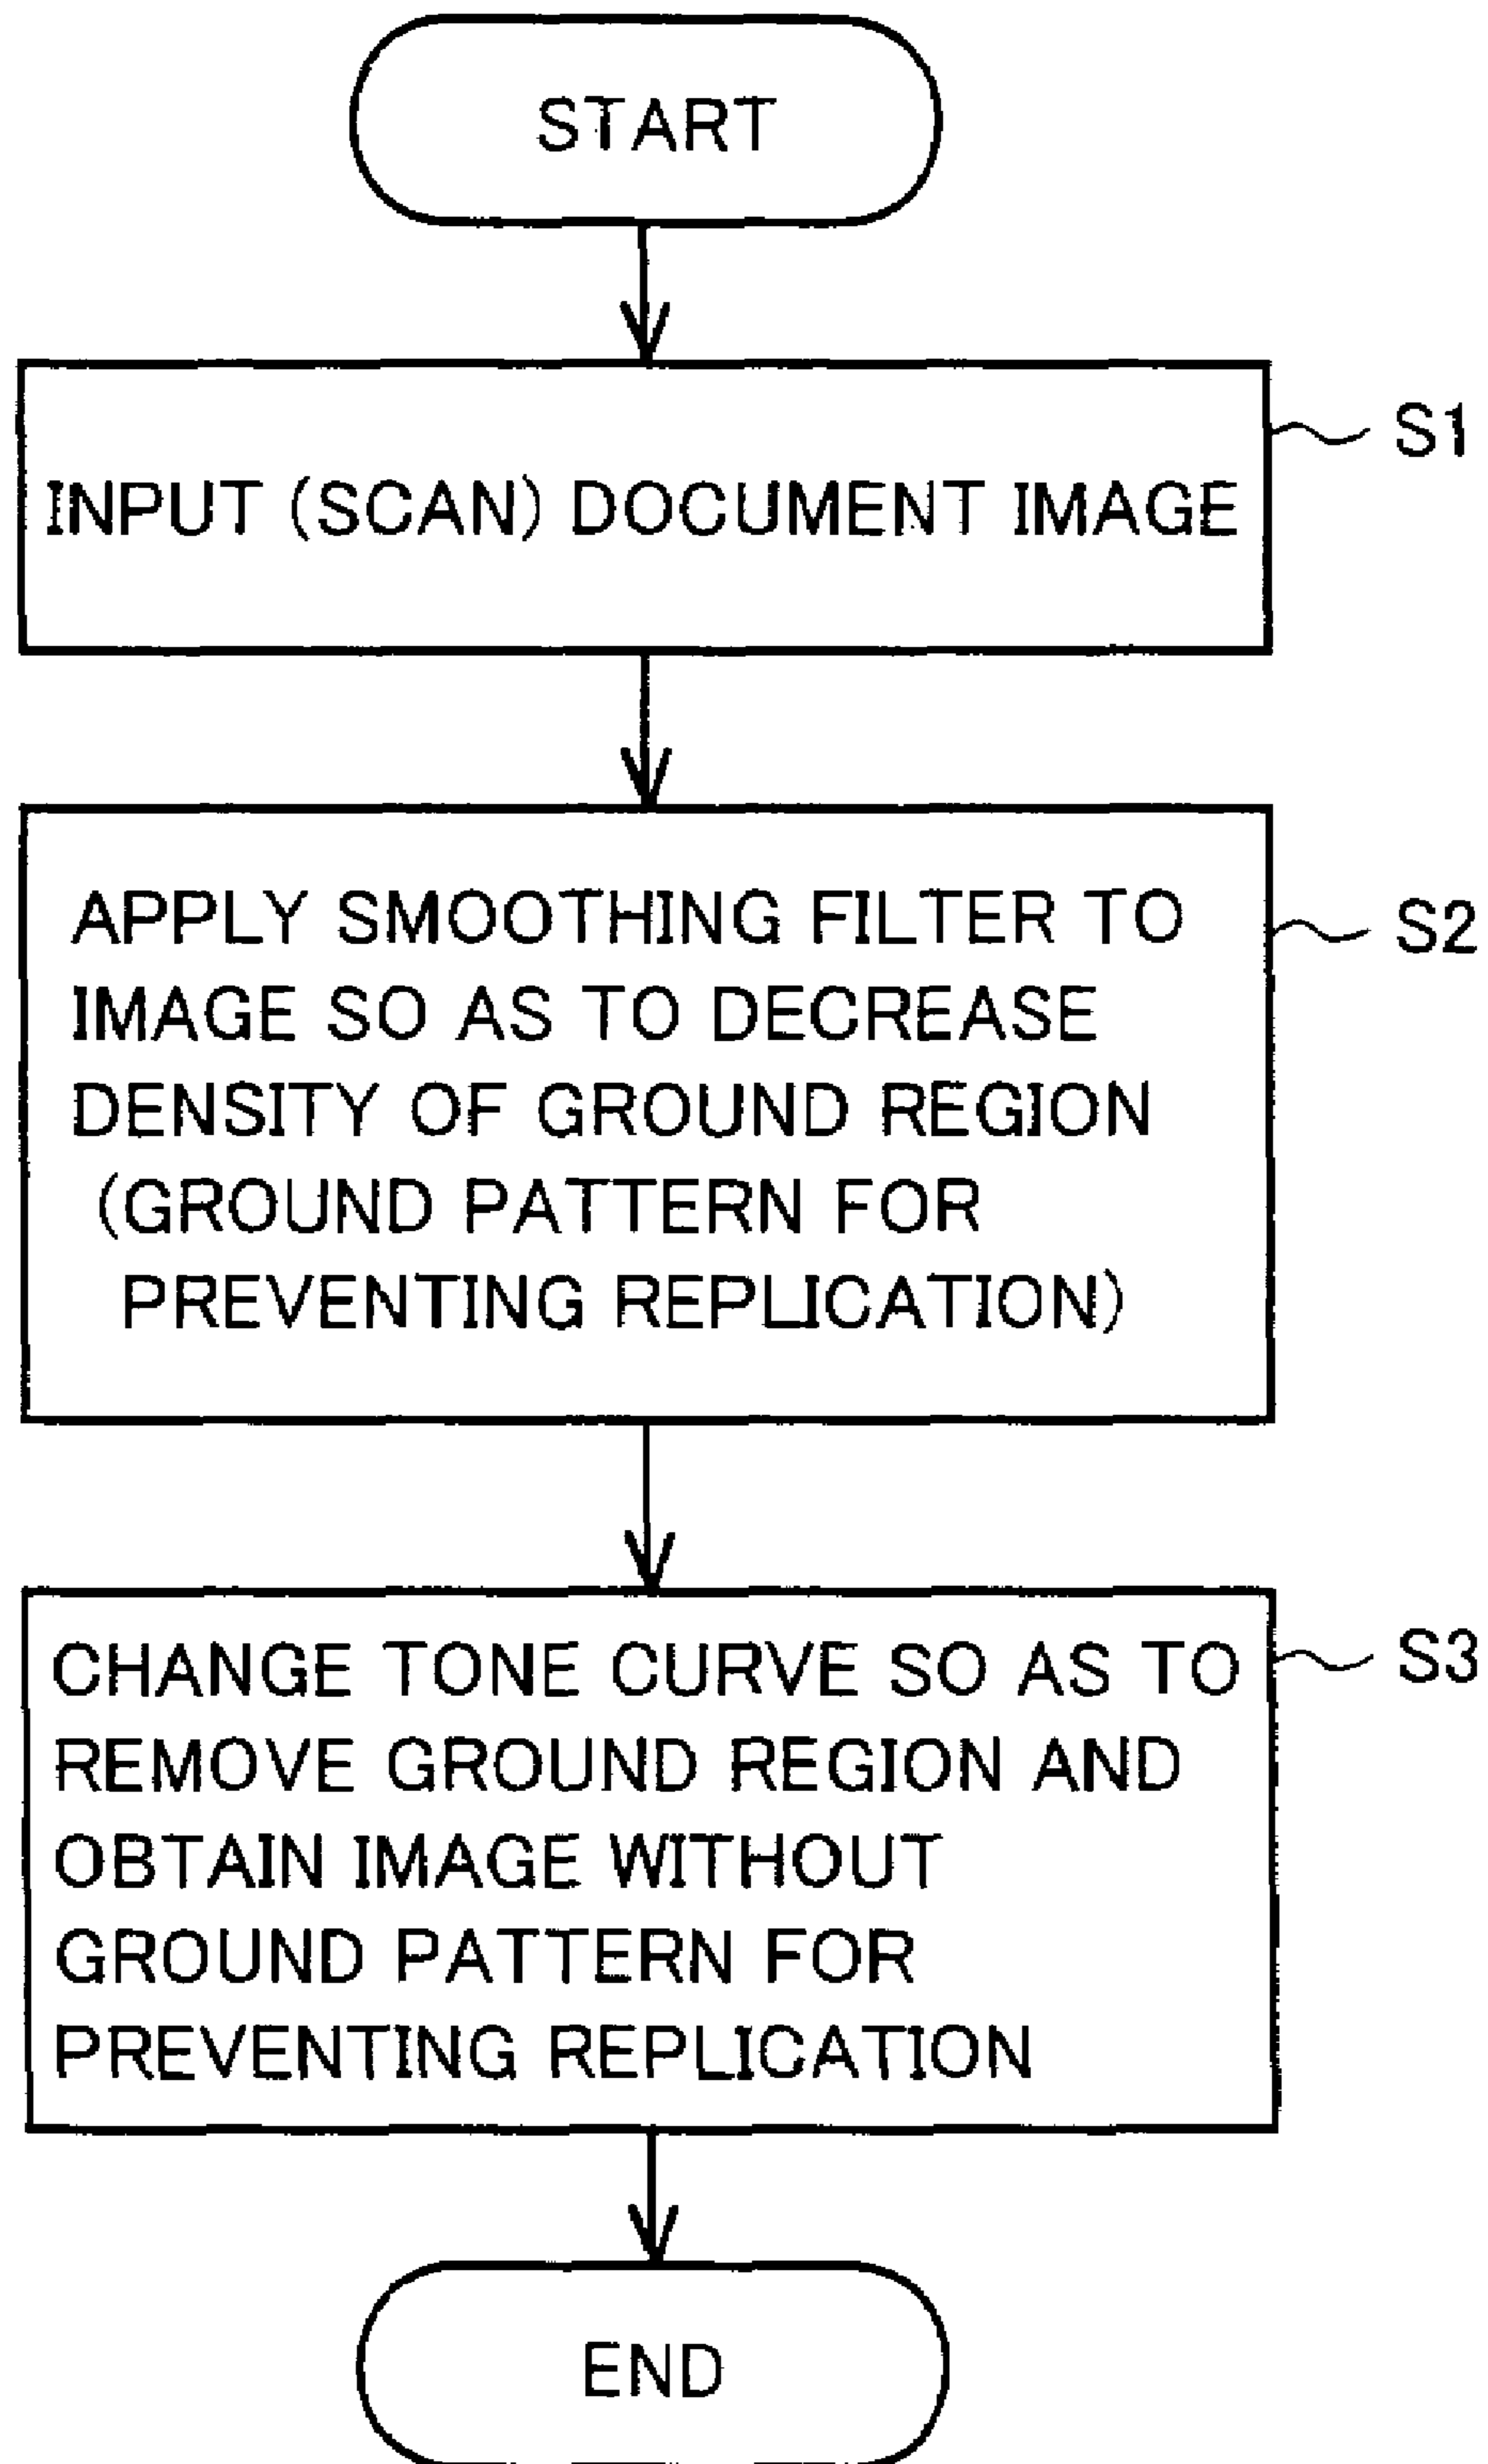 START
INPUT (SCAN) DOCUMENT IMAGE
S1
APPLY SMOOTHING FILTER TO
IMAGE SO AS TO DECREASE
DENSITY OF GROUND REGION
(GROUND PATTERN FOR
PREVENTING REPLICATION)
S2
CHANGE TONE CURVE SO AS TO
REMOVE GROUND REGION AND
OBTAIN IMAGE WITHOUT
GROUND PATTERN FOR
PREVENTING REPLICATION
S3
END